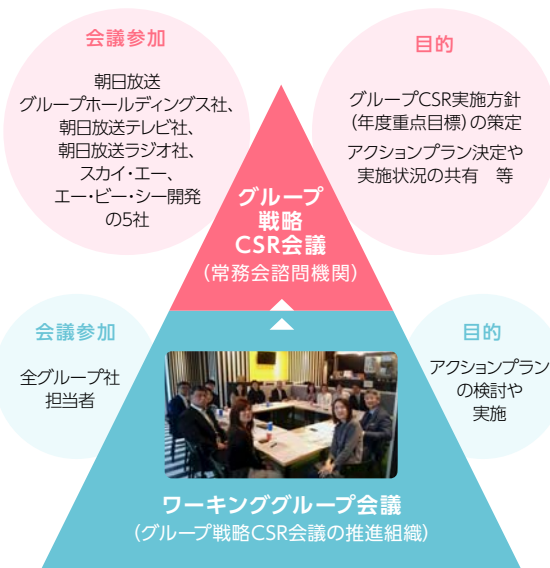 会議参加
朝日放送
グループホールディングス社、
朝日放送テレビ社、
朝日放送ラジオ社、
スカイ・エー、
エー・ビー・シー開発
の5社
目的
グループCSR実施方針
(年度重点目標)の策定
アクションプラン決定や
実施状況の共有　等
グループ
戦略
CSR会議
(常務会諮問機関)
会議参加
全グループ社
担当者
目的
アクションプラン
の検討や
実施
ワーキンググループ会議
(グループ戦略CSR会議の推進組織)